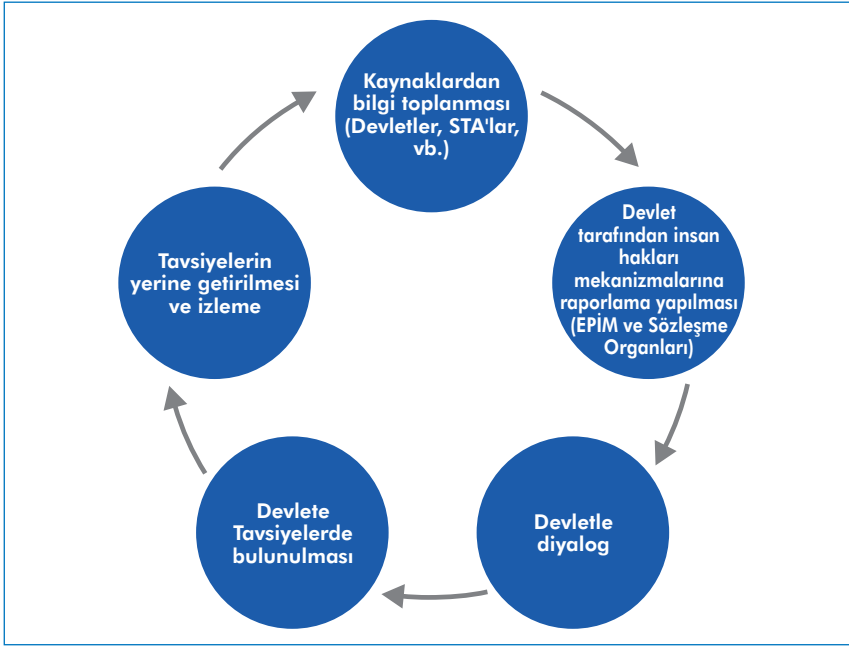 Kaynaklardan
bilgi toplanması
(Devletler, STA'lar,
vb.)
Devlet
tarafından insan
hakları
mekanizmalarına
raporlama yapılması
(EPİM ve Sözleşme
Organları)
Devletle
diyalog
Devlete
Tavsiyelerde
bulunulması
Tavsiyelerin
yerine getirilmesi
ve izleme